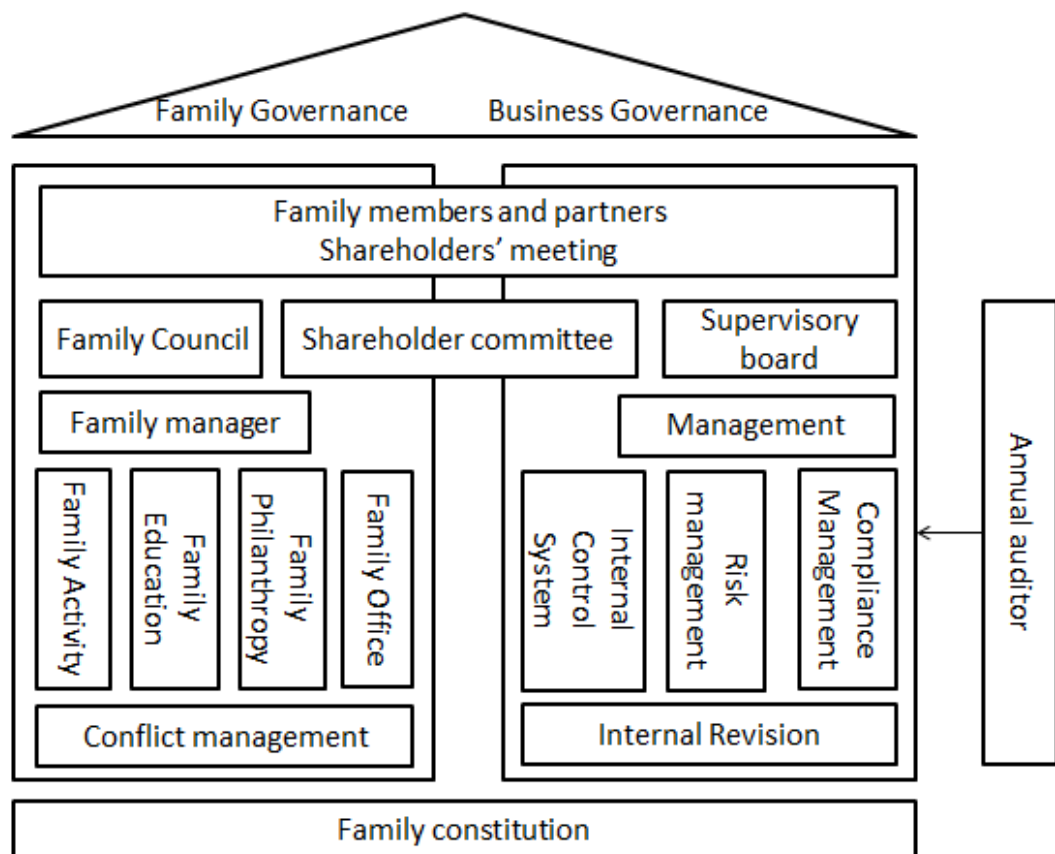 Family Governance
Business Governance
Family members and partners
Shareholders’ meeting
Family Council
Shareholder committee
Supervisory
board
Family manager
Management
Family Activity
Family
Education
Family
Philanthropy
Family Office
Internal
Control
System
Risk
management
Compliance
Management
Annual auditor
Conflict management
Internal Revision
Family constitution